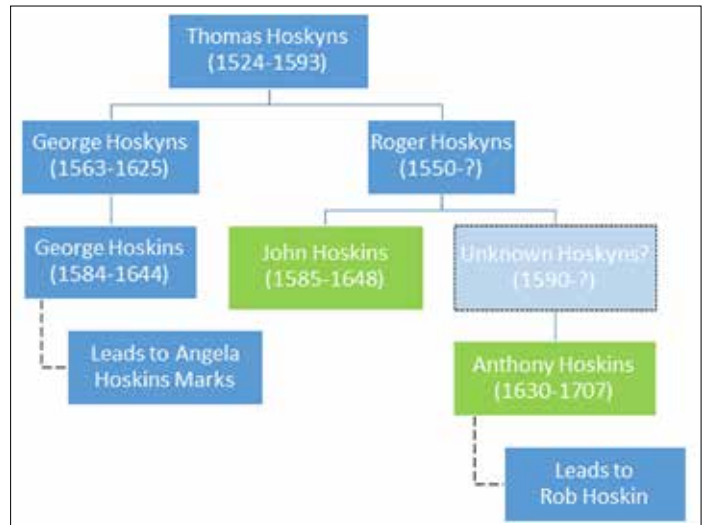 Thomas Hoskyns
(1524-1593)
George Hoskyns
(1563-1625)
Roger Hoskyns
(1550-?)
George Hoskins
(1584-1644)
John Hoskins
(1585-1648)
Unknown Hoskyns?
(1590-?)
Leads to Angela
Hoskins Marks
Anthony Hoskins
(1630-1707)
Leads to
Rob Hoskin